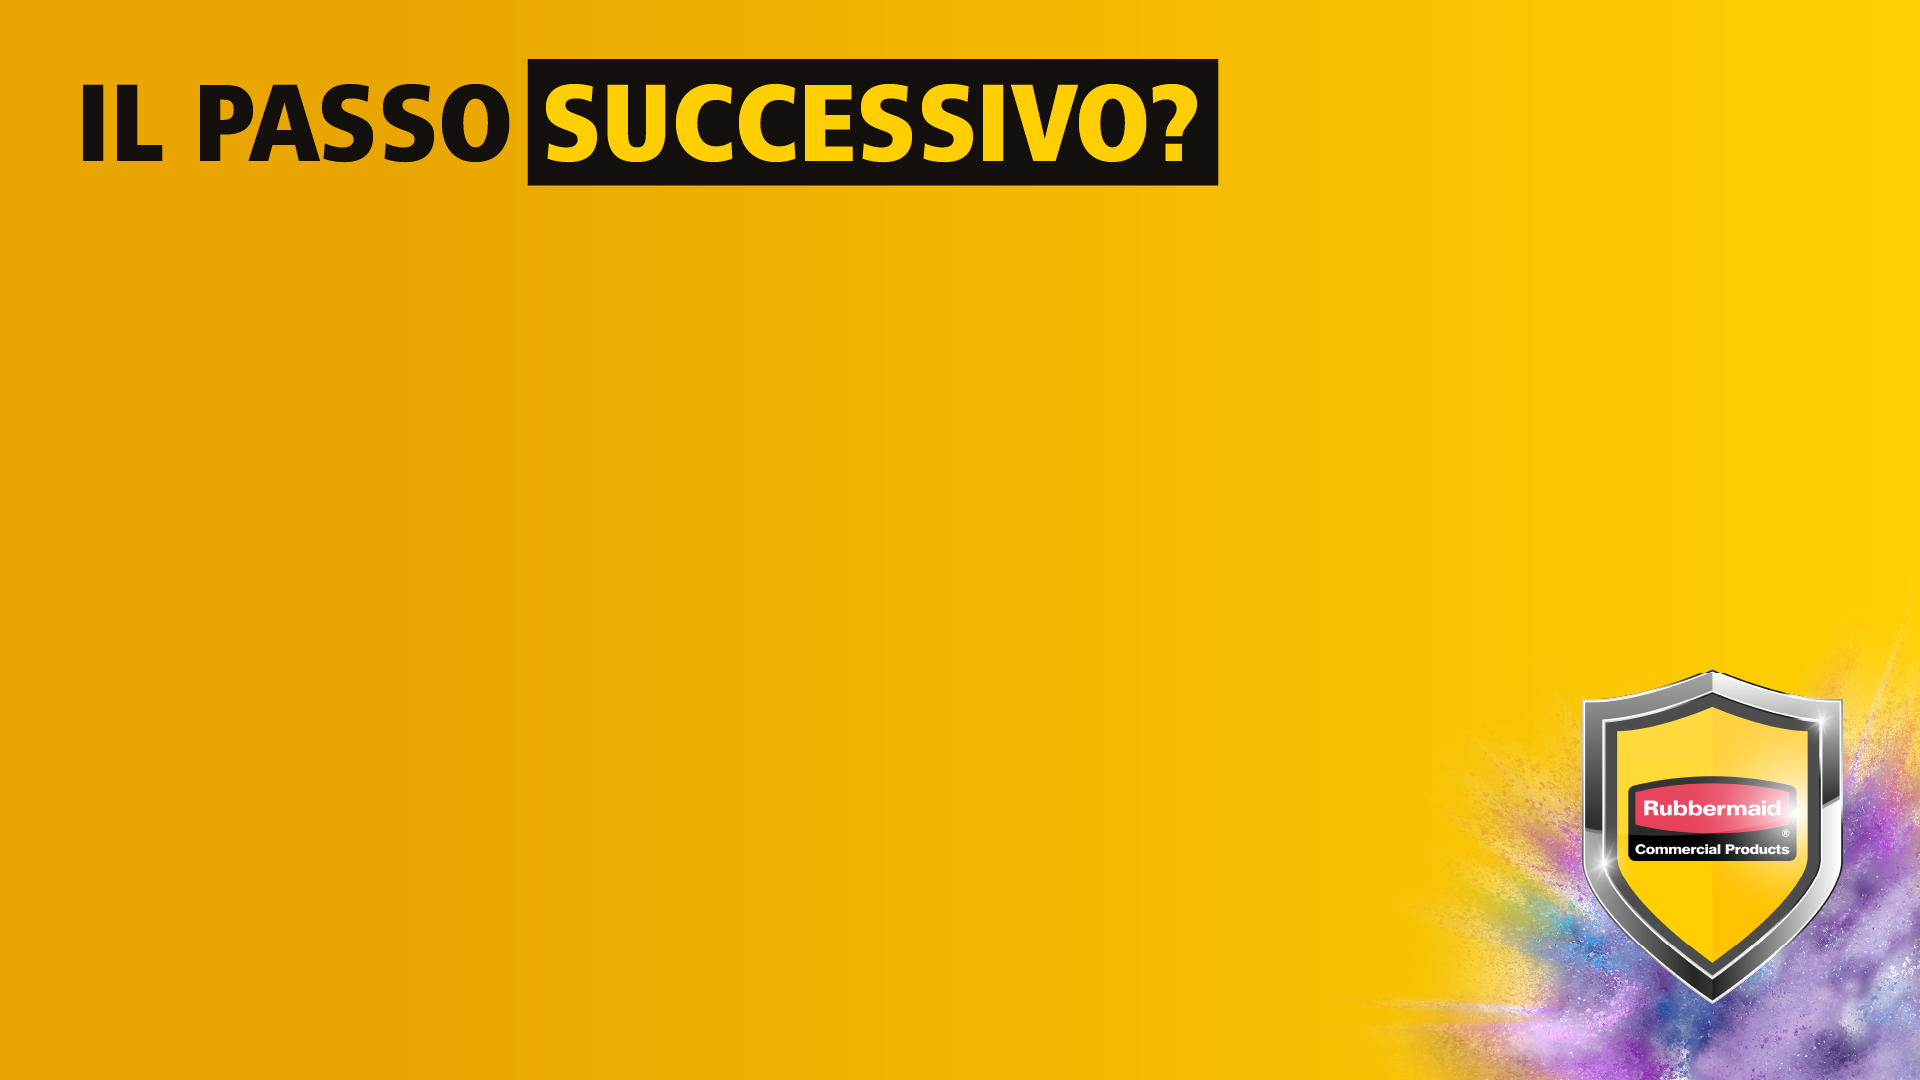 IL PASSO SUCCESSIVO?
Rubbermaid
®
Commercial Products